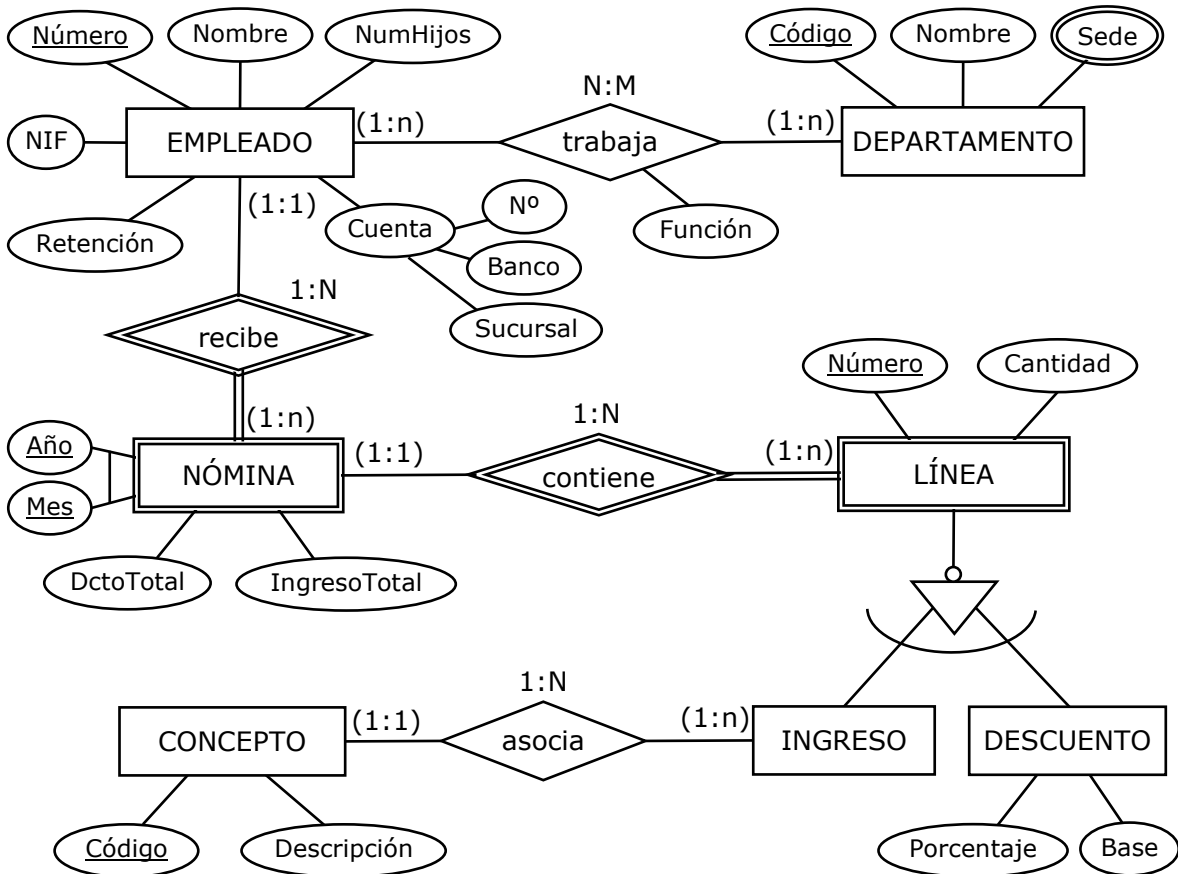 Número
Nombre
NumHijos
Código
Nombre
Sede
N:M
NIF
EMPLEADO
(1:n)
trabaja
(1:n)
DEPARTAMENTO
(1:1)
Nº
Retención
Cuenta
Función
Banco
1:N
Sucursal
recibe
Número
Cantidad
(1:n)
1:N
Año
NÓMINA
(1:1)
contiene
(1:n)
LÍNEA
Mes
DctoTotal
IngresoTotal
1:N
CONCEPTO
(1:1)
asocia
(1:n)
INGRESO
DESCUENTO
Código
Descripción
Porcentaje
Base